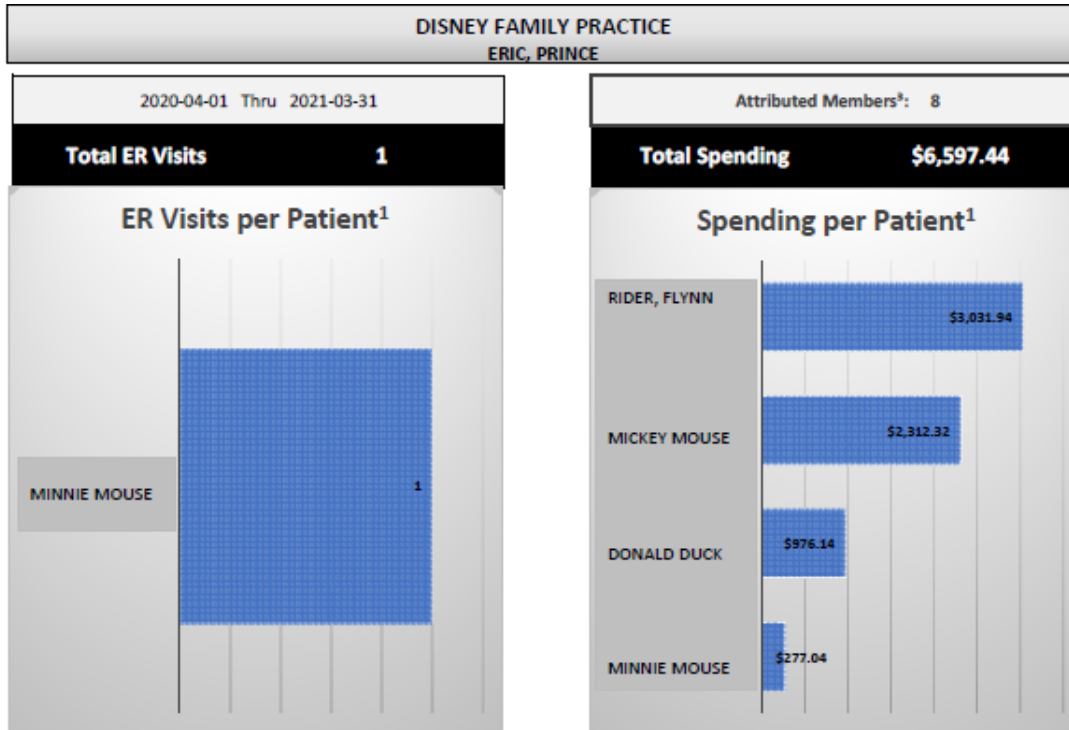 DISNEY FAMILY PRACTICE
ERIC, PRINCE
2020-04-01 Thru 2021-03-31
Total ER Visits 1
ER Visits per Patient¹
MINNIE MOUSE
1
Attributed Members³: 8
Total Spending $6,597.44
Spending per Patient¹
RIDER, FLYNN
$3,031.94
MICKEY MOUSE
$2,312.32
DONALD DUCK
$976.14
MINNIE MOUSE
$277.04